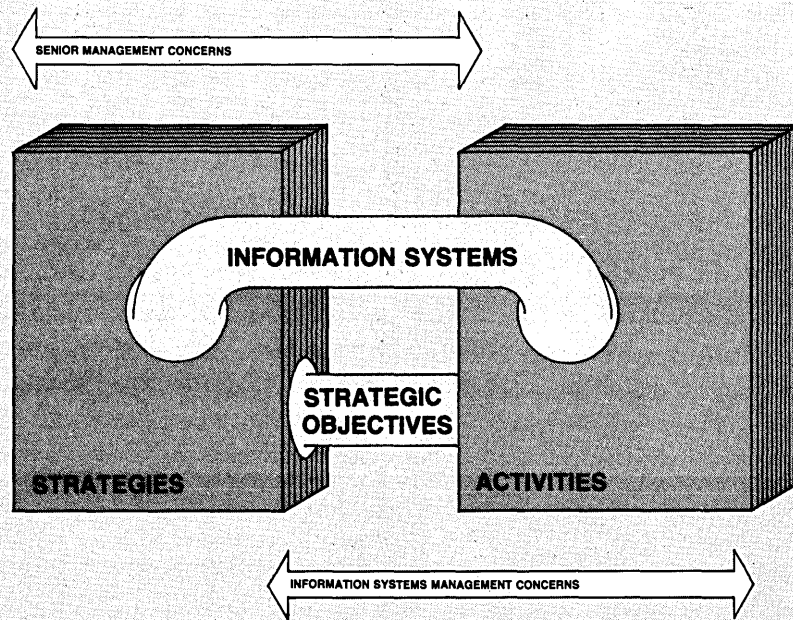 SENIOR MANAGEMENT CONCERNS
INFORMATION SYSTEMS
STRATEGIC
OBJECTIVES
STRATEGIES
ACTIVITIES
INFORMATION SYSTEMS MANAGEMENT CONCERNS